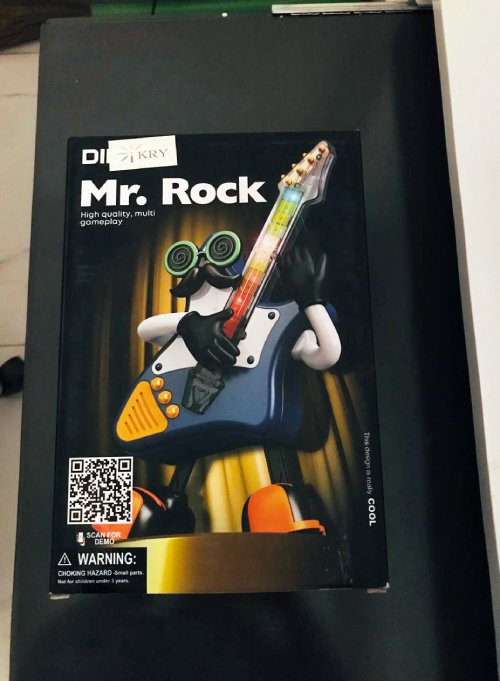 DI
KRY
Mr. Rock
High quality, multi
gameplay
This design is really COOL
SCAN FOR
DEMO
WARNING:
CHOKING HAZARD -Small parts.
Not for children under 3 years.